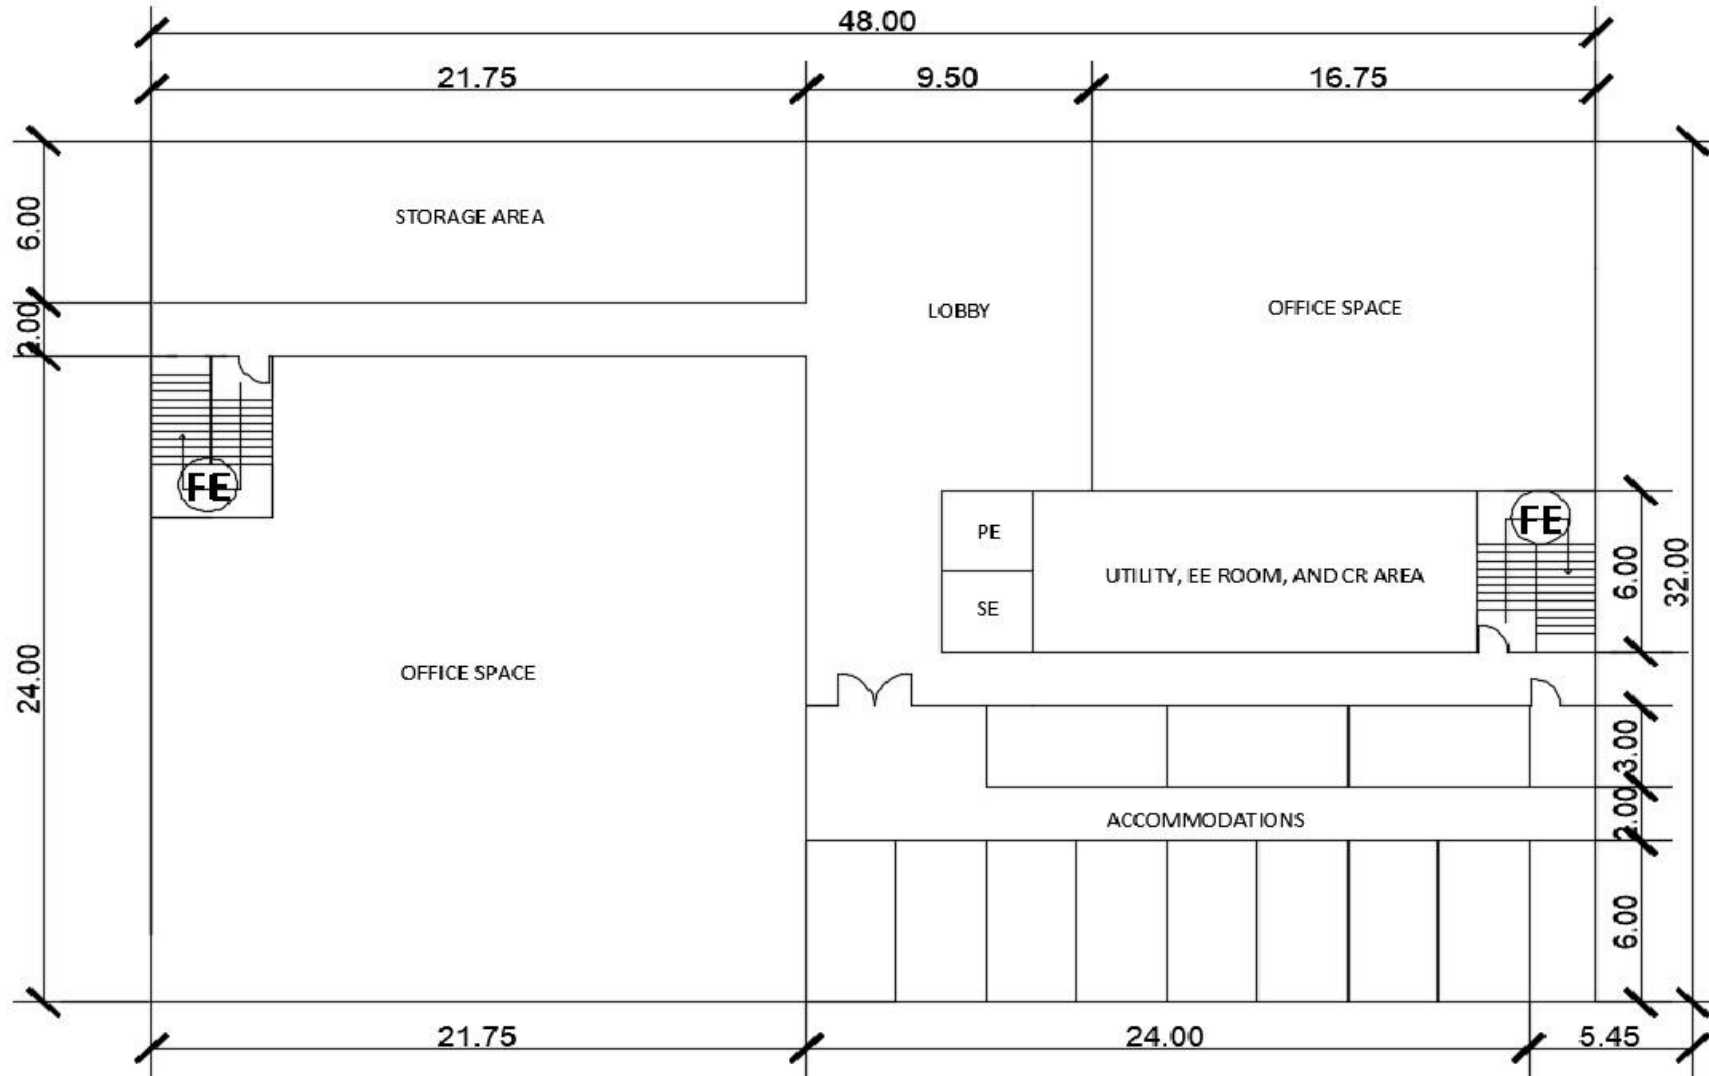 48.00
21.75
9.50
16.75
6.00
STORAGE AREA
LOBBY
OFFICE SPACE
2.00
FE
PE
FE
UTILITY, EE ROOM, AND CR AREA
6.00
32.00
SE
24.00
OFFICE SPACE
3.00
ACCOMMODATIONS
2.00
6.00
21.75
24.00
5.45